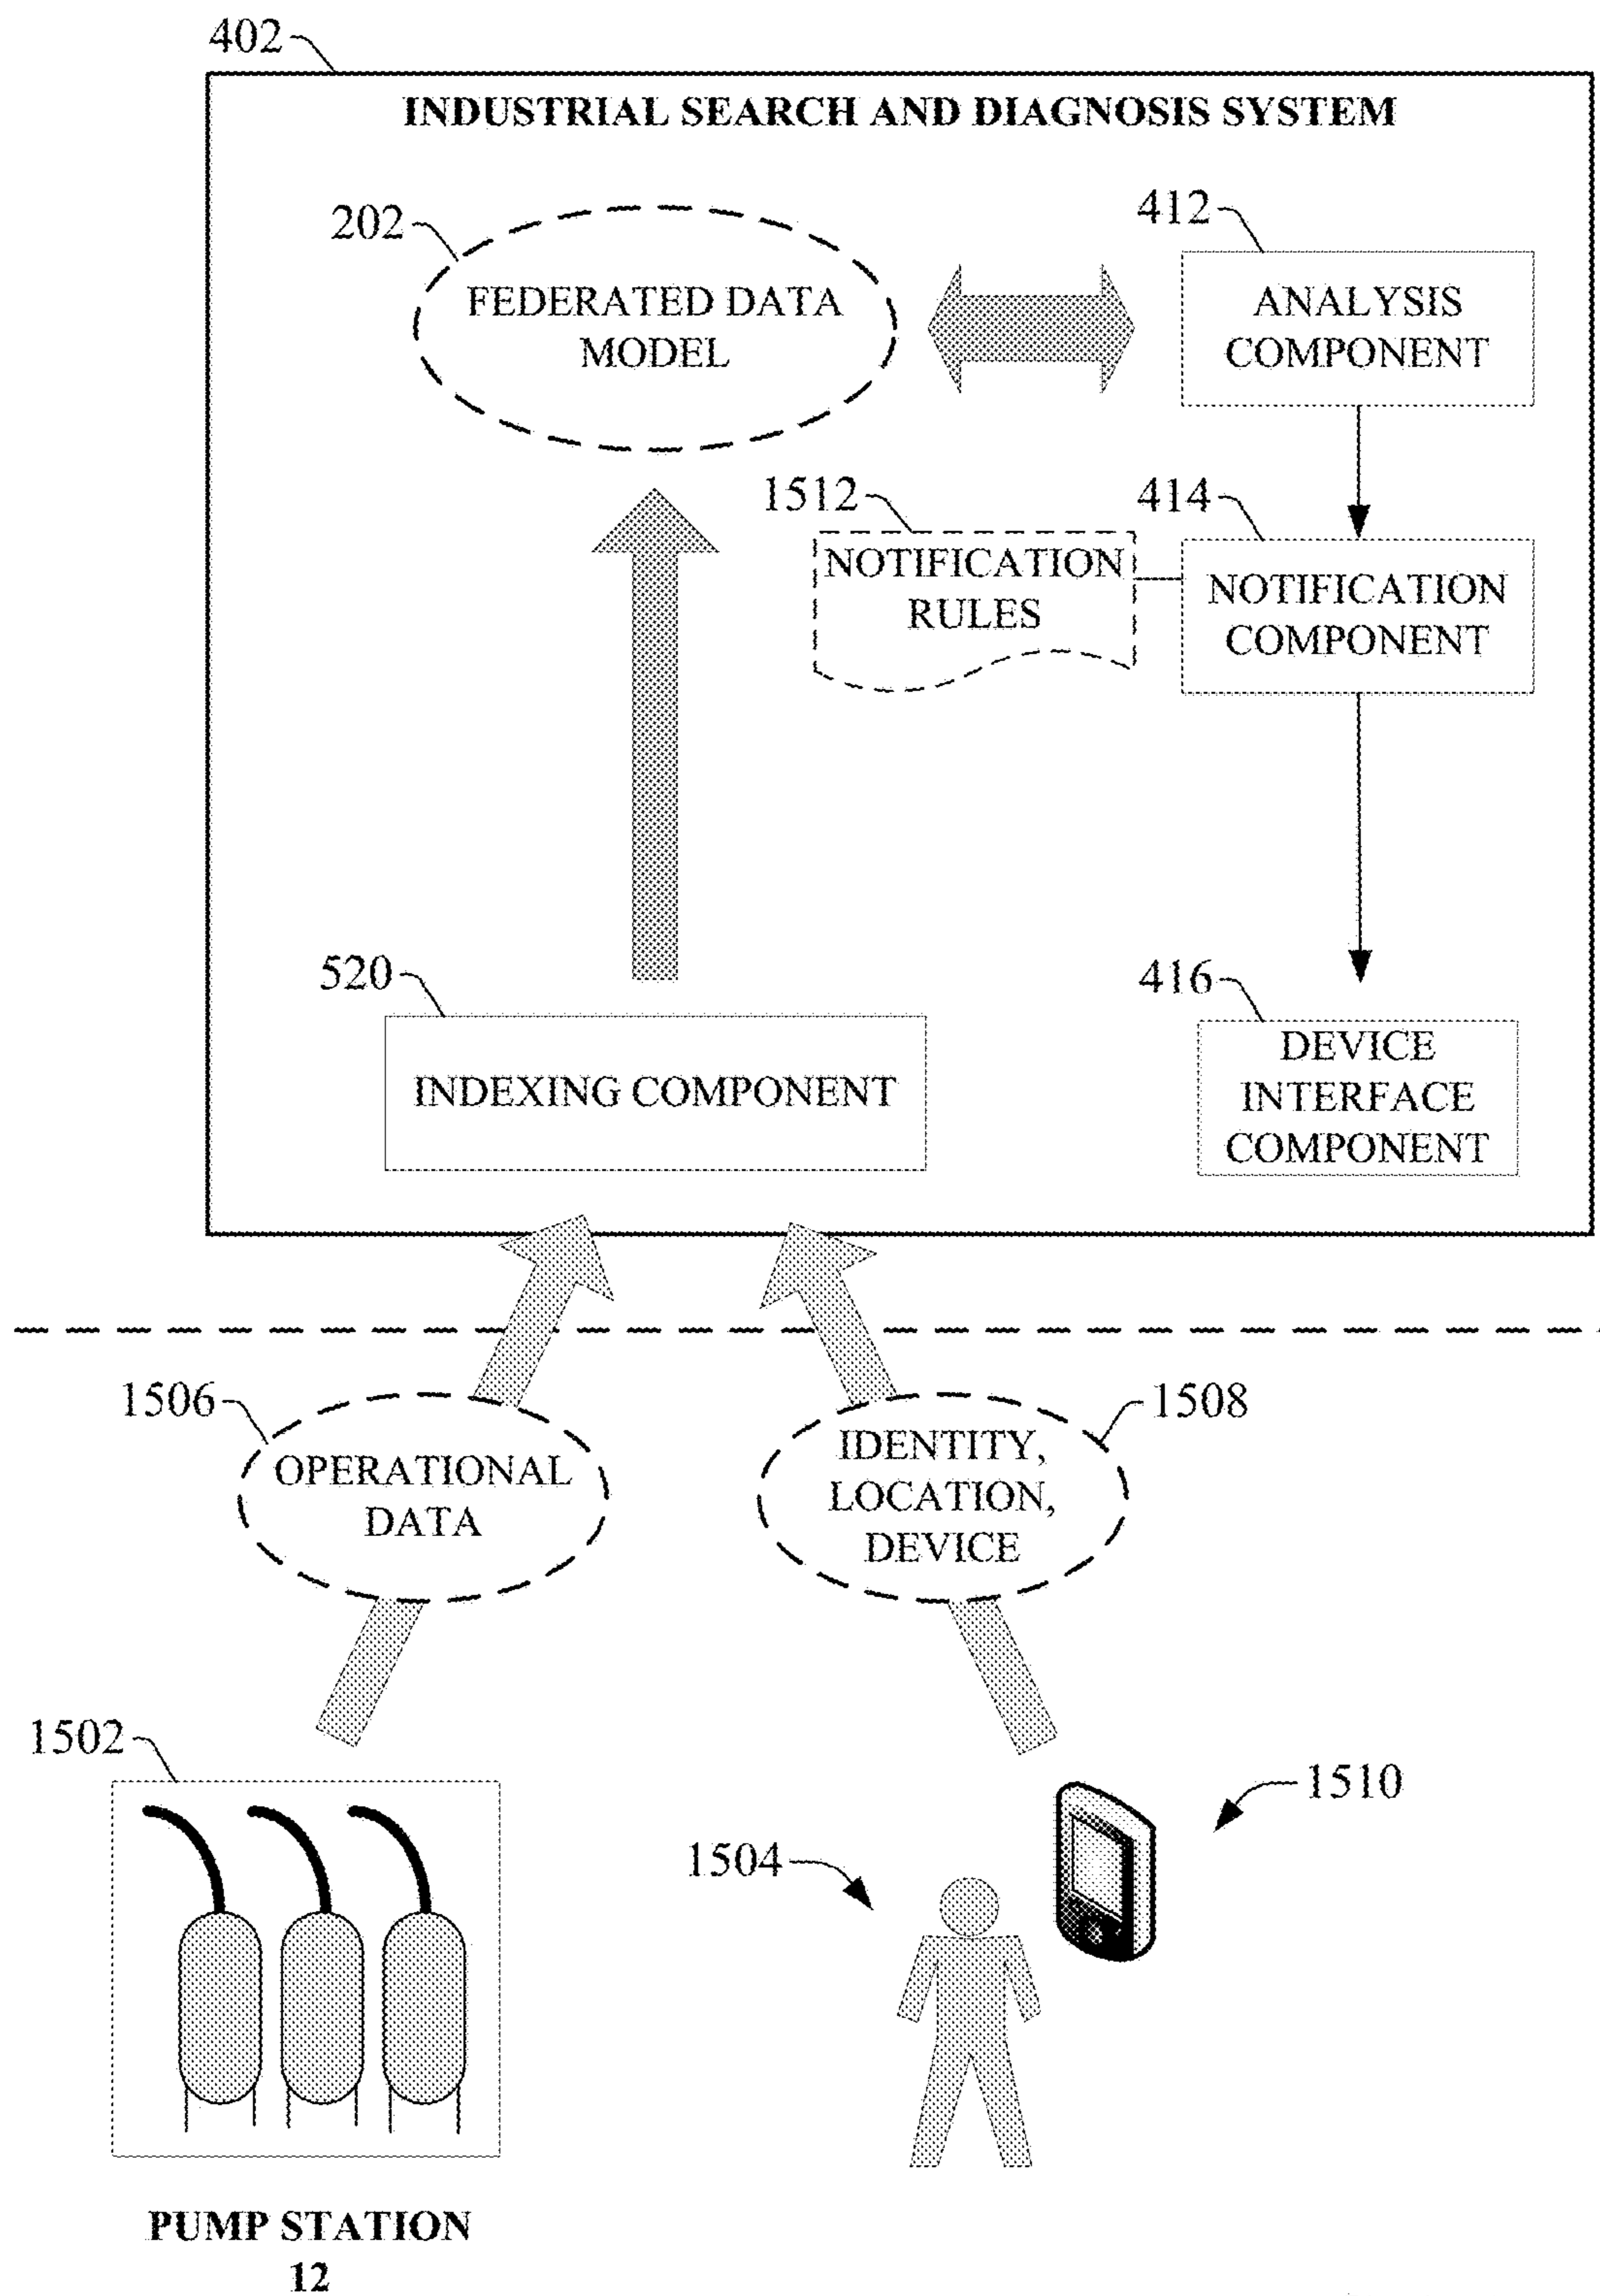 402
INDUSTRIAL SEARCH AND DIAGNOSIS SYSTEM
202
FEDERATED DATA
MODEL
412
ANALYSIS
COMPONENT
1512
NOTIFICATION
RULES
414
NOTIFICATION
COMPONENT
520
INDEXING COMPONENT
416
DEVICE
INTERFACE
COMPONENT
1506
OPERATIONAL
DATA
1508
IDENTITY,
LOCATION,
DEVICE
1502
1504
1510
PUMP STATION
12